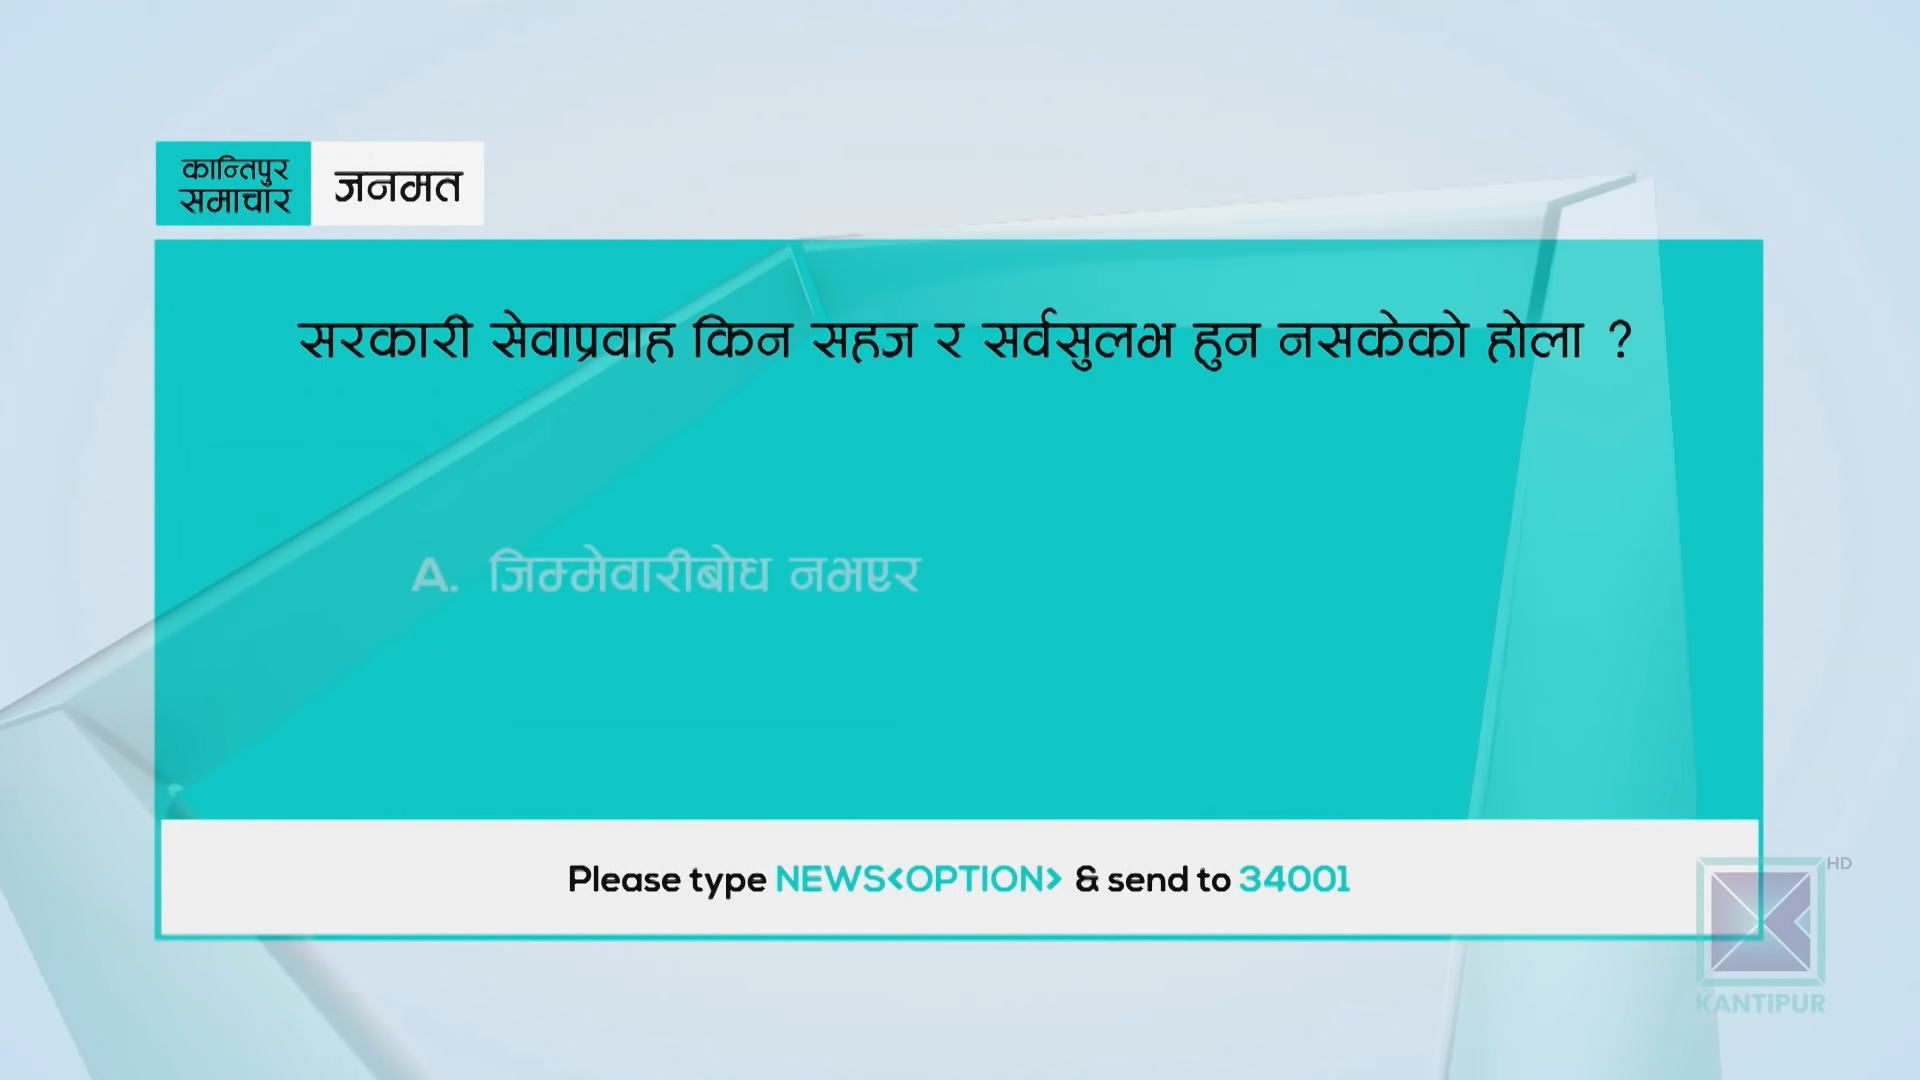 कान्तिपुर
समाचार
जनमत
सरकारी सेवाप्रवाह किन सहज र सर्वसुलभ हुन नसकेको होला ?
A. जिम्मेवारीबोध नभएर
Please type NEWS<OPTION> & send to 34001
HD
KANTIPUR